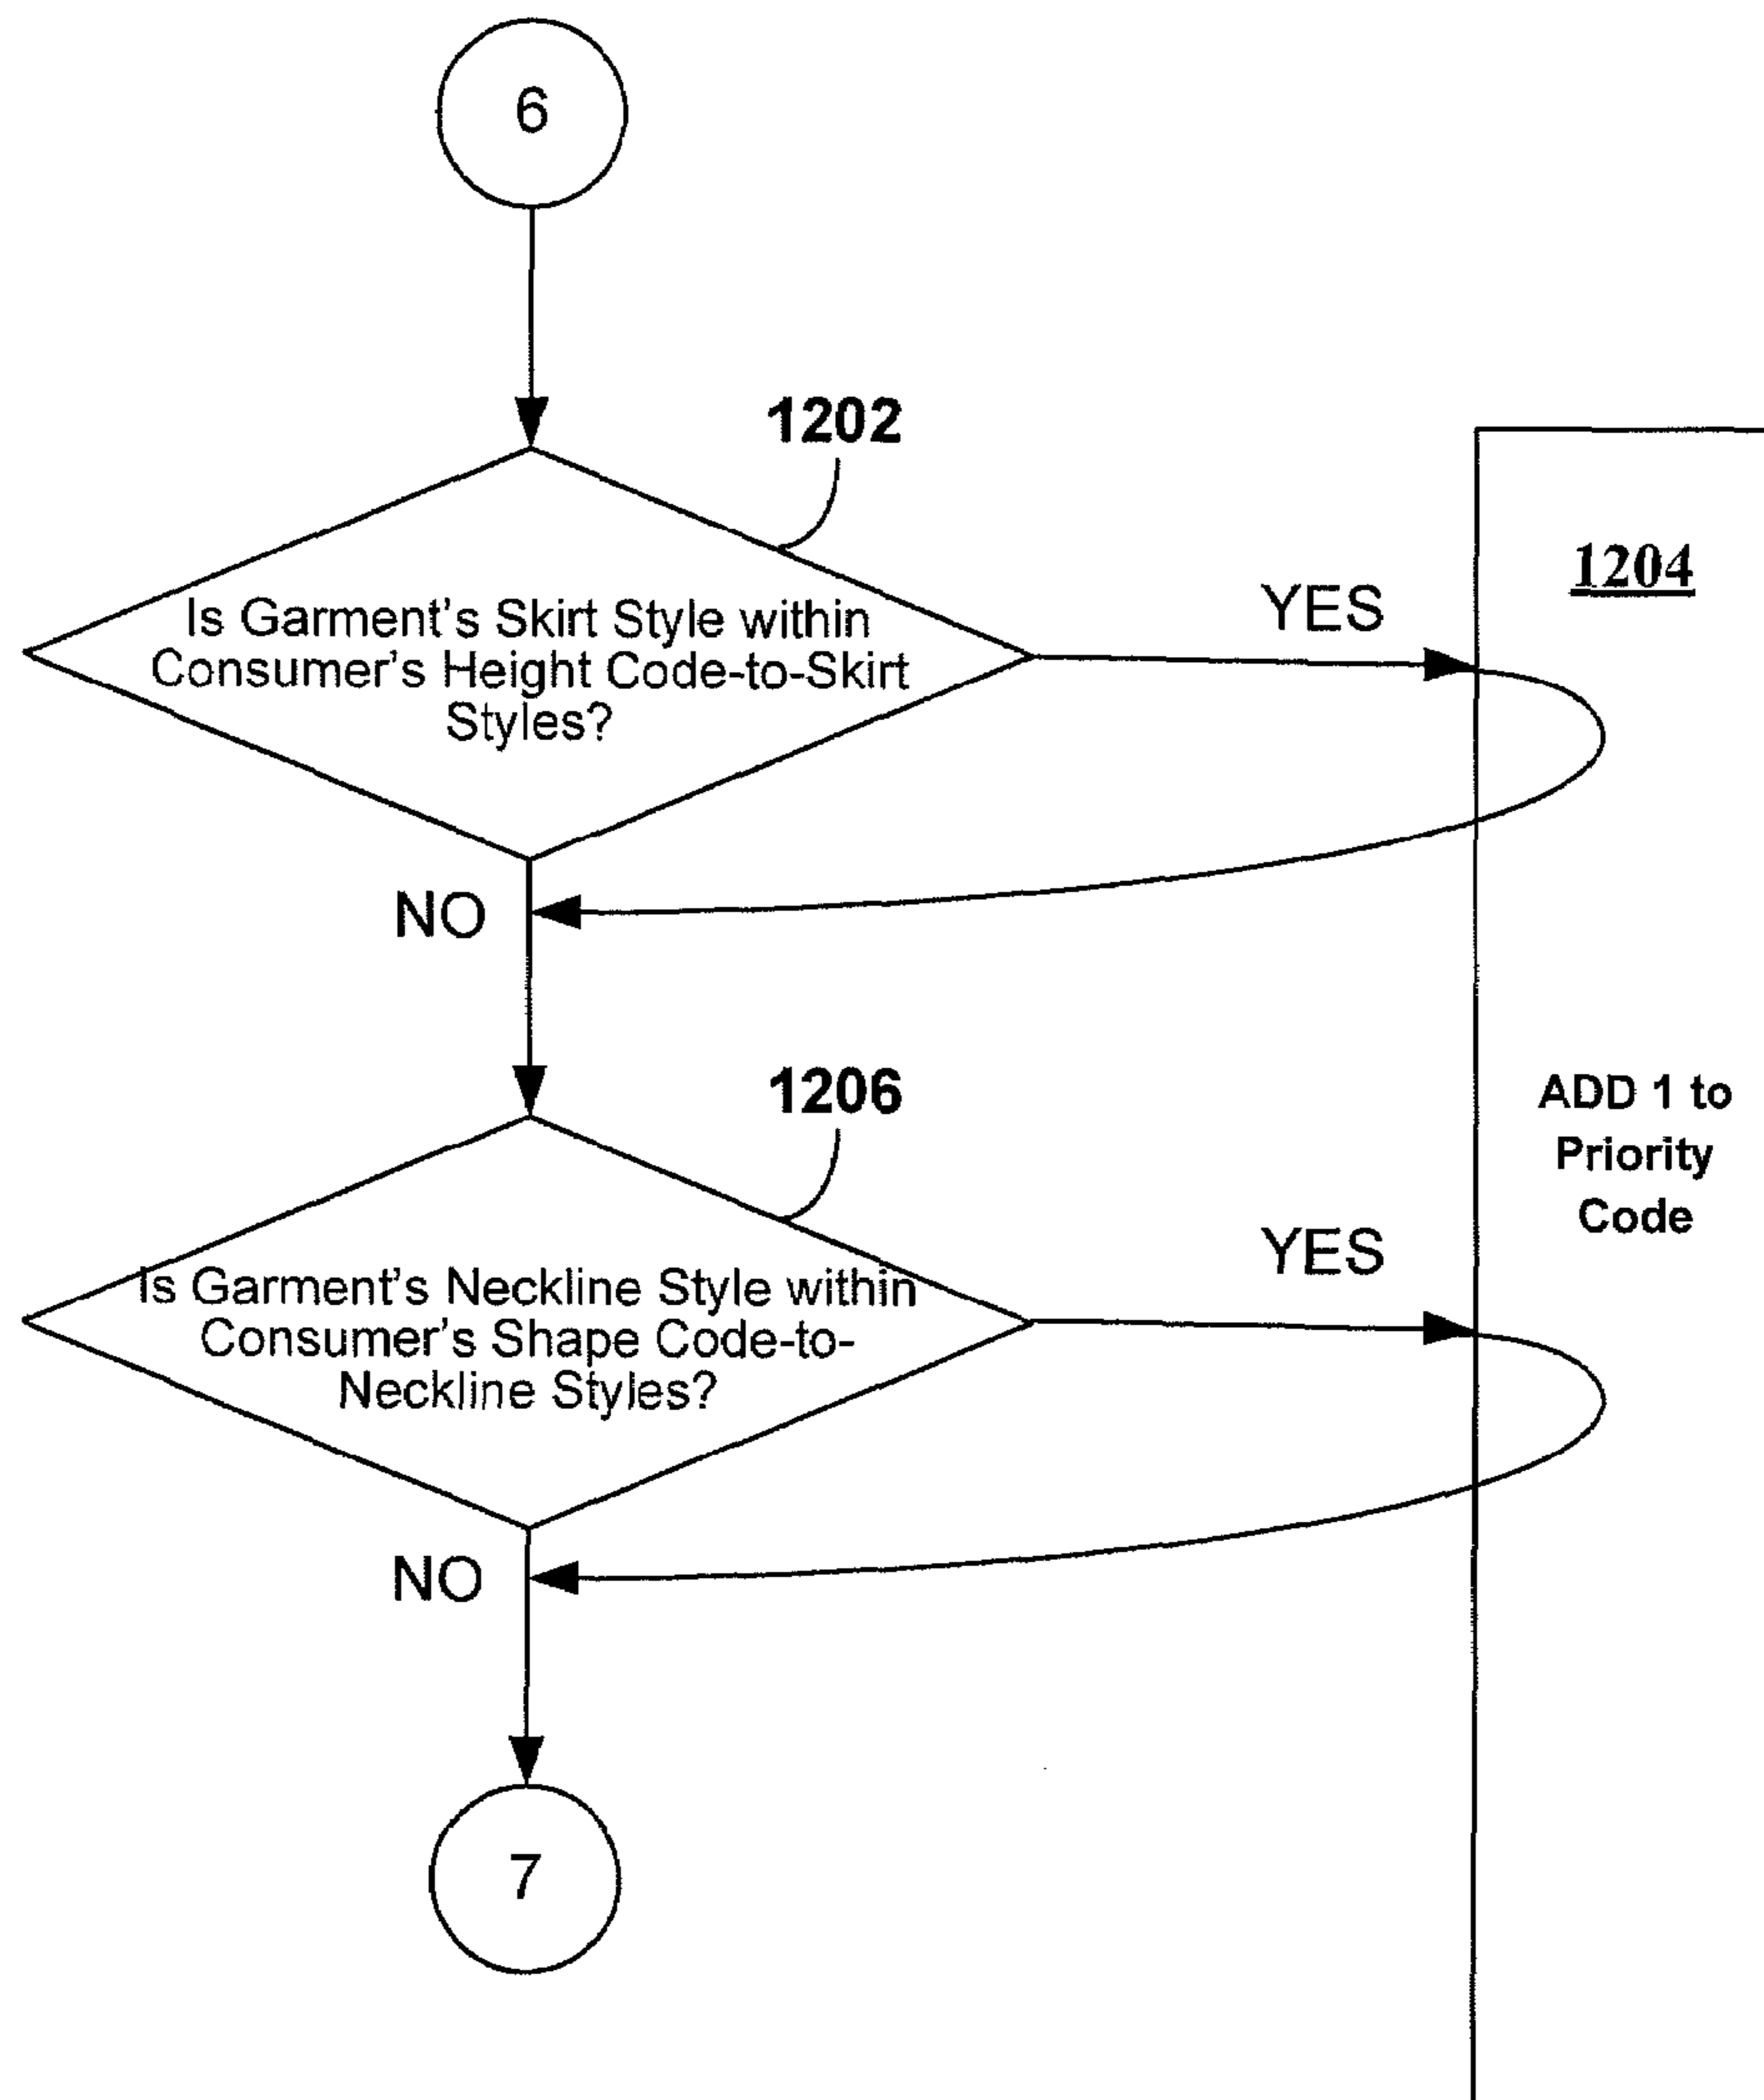 6
1202
1204
YES
Is Garment's Skirt Style within
Consumer's Height Code-to-Skirt
Styles?
NO
1206
ADD 1 to
Priority
Code
YES
Is Garment's Neckline Style within
Consumer's Shape Code-to-
Neckline Styles?
NO
7